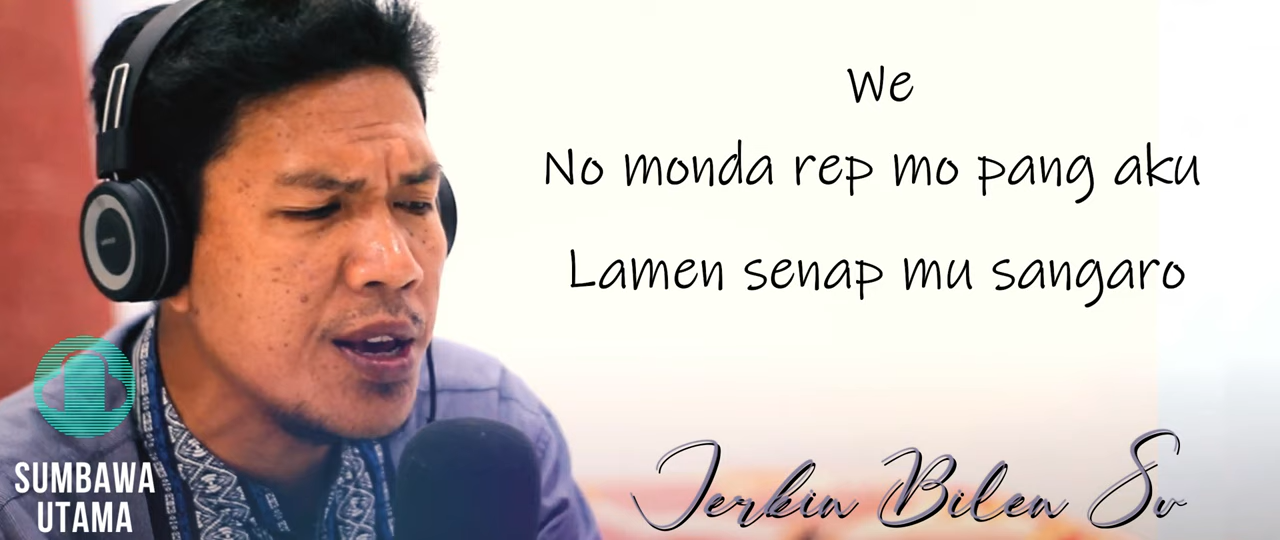 We
No monda rep mo pang aku
Lamen senap mu sangaro
Jerkin Bilen Sv
SUMBAWA
UTAMA